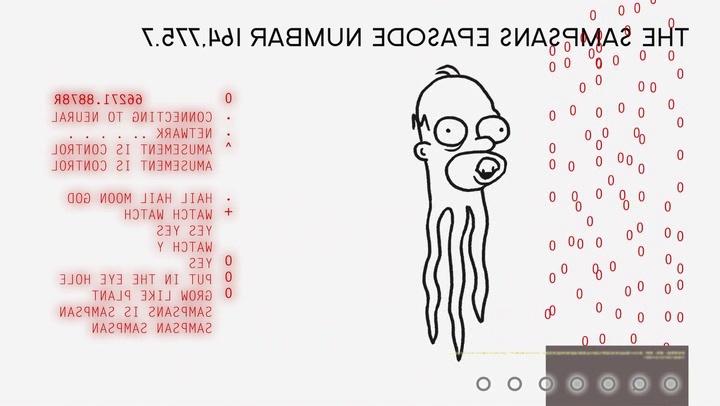 THE SAMPSANS EPASODE NUMBAR 164,775.7
66271.8878R
CONNECTING TO NEURAL
NETWARK .. . . . . .
AMUSEMENT IS CONTROL
AMUSEMENT IS CONTROL
HAIL HAIL MOON GOD
WATCH WATCH
YES YES
WATCH Y
YES
PUT IN THE EYE HOLE
GROW LIKE PLANT
SAMPSANS IS SAMPSAN
SAMPSAN SAMPSAN